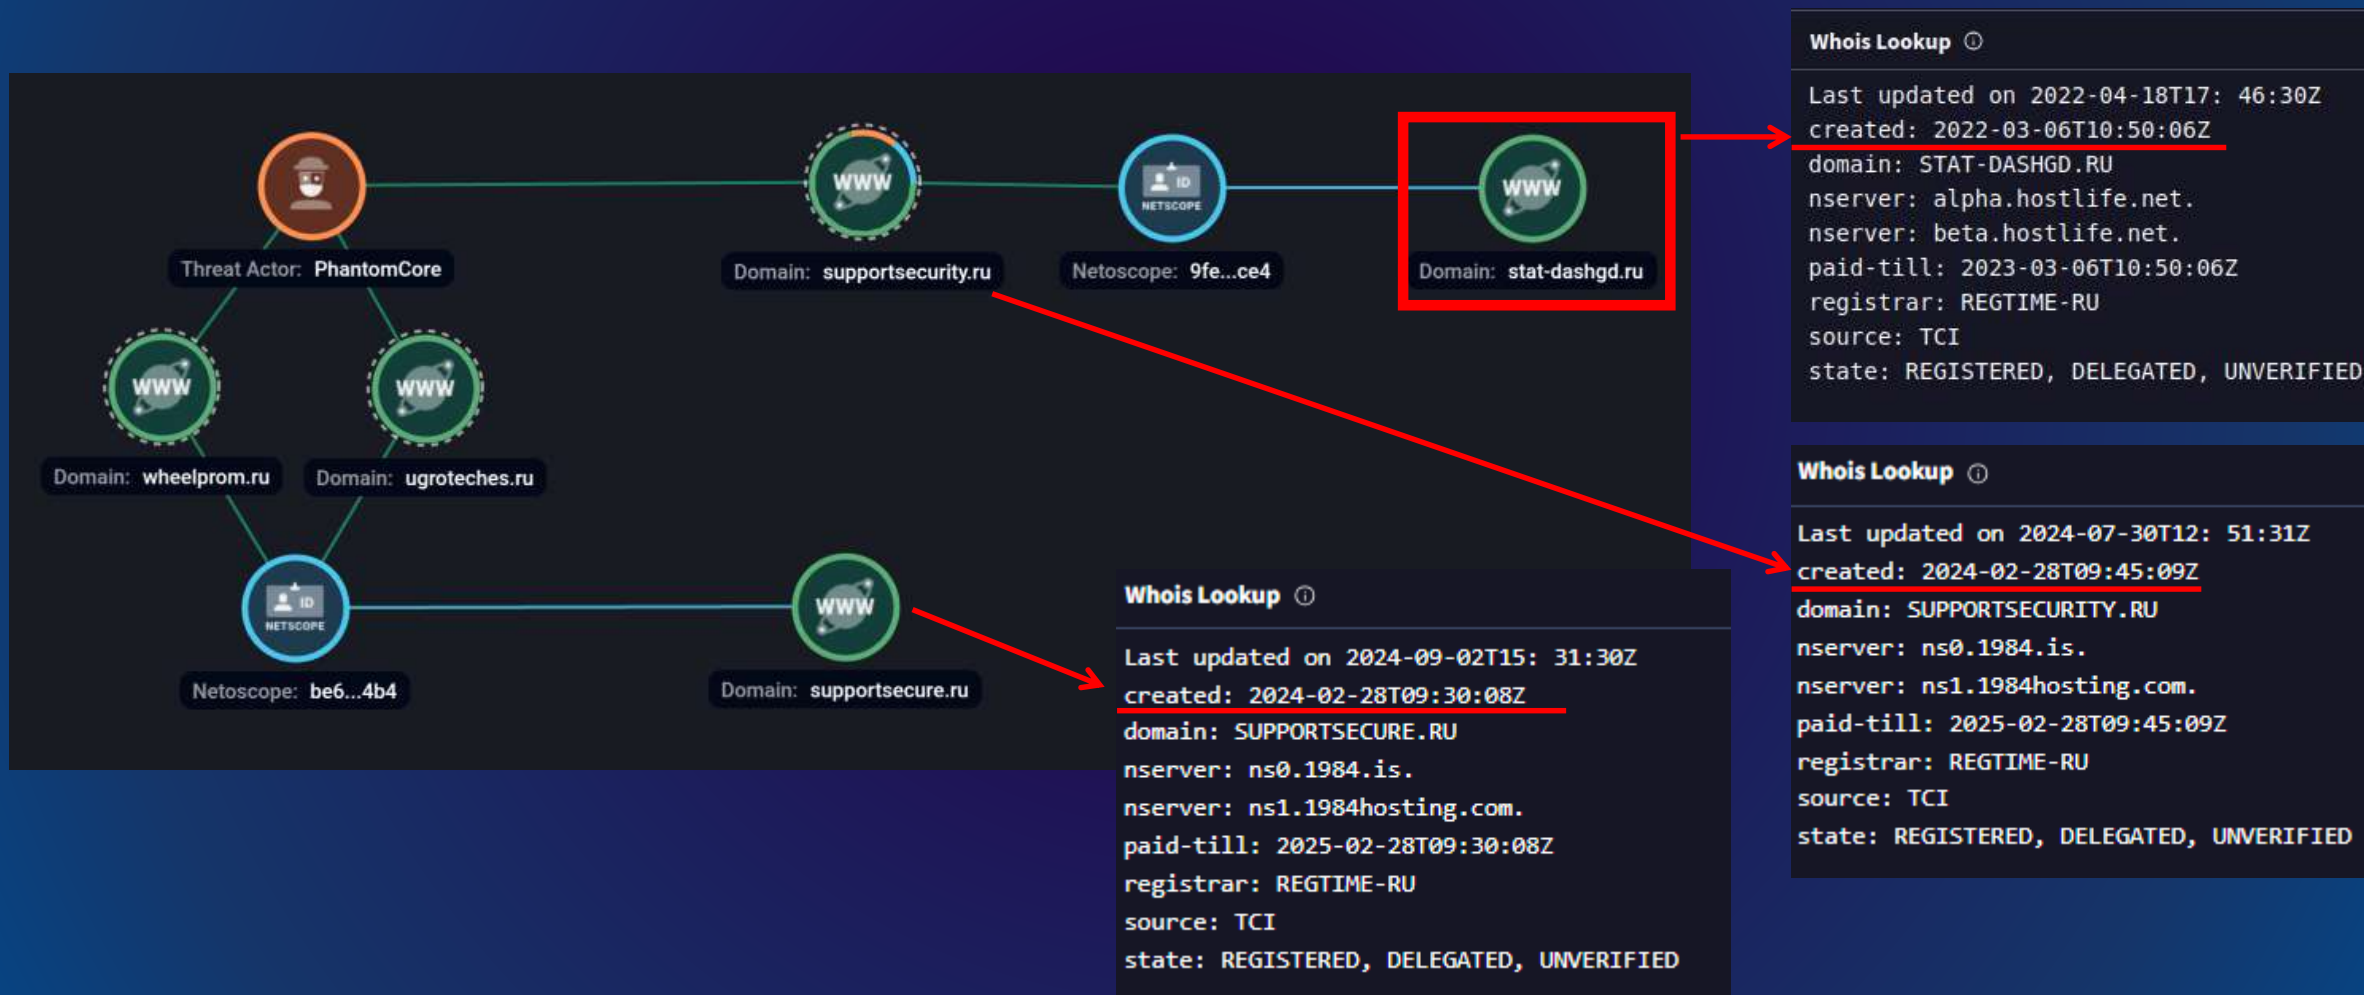 WWW
ID
NETSCOPE
WWW
Threat Actor: PhantomCore
Domain: supportsecurity.ru
Netoscope: 9fe...ce4
Domain: stat-dashgd.ru
WWW
WWW
Domain: wheelprom.ru
Domain: ugroteches.ru
ID
NETSCOPE
WWW
Netoscope: be6...4b4
Domain: supportsecure.ru
Whois Lookup
Last updated on 2022-04-18T17: 46:30Z
created: 2022-03-06T10:50:06Z
domain: STAT-DASHGD.RU
nserver: alpha.hostlife.net.
nserver: beta.hostlife.net.
paid-till: 2023-03-06T10:50:06Z
registrar: REGTIME-RU
source: TCI
state: REGISTERED, DELEGATED, UNVERIFIED
Whois Lookup
Last updated on 2024-07-30T12: 51:31Z
created: 2024-02-28T09:45:09Z
domain: SUPPORTSECURITY.RU
nserver: ns0.1984.is.
nserver: ns1.1984hosting.com.
paid-till: 2025-02-28T09:45:09Z
registrar: REGTIME-RU
source: TCI
state: REGISTERED, DELEGATED, UNVERIFIED
Whois Lookup
Last updated on 2024-09-02T15: 31:30Z
created: 2024-02-28T09:30:08Z
domain: SUPPORTSECURE.RU
nserver: ns0.1984.is.
nserver: ns1.1984hosting.com.
paid-till: 2025-02-28T09:30:08Z
registrar: REGTIME-RU
source: TCI
state: REGISTERED, DELEGATED, UNVERIFIED